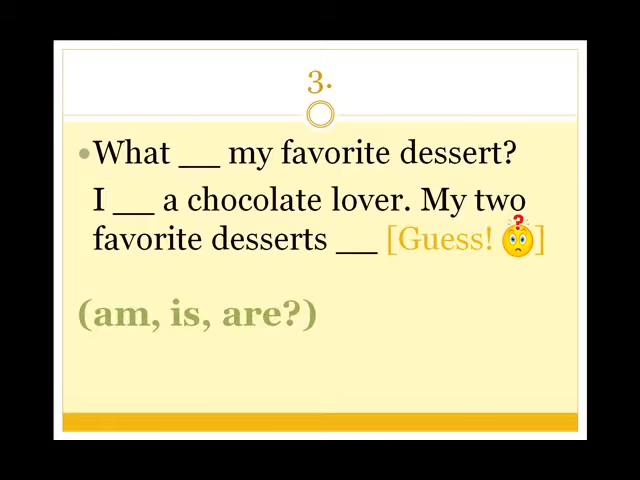 3.
What __ my favorite dessert?
I __ a chocolate lover. My two
favorite desserts __ [Guess! ]
(am, is, are?)